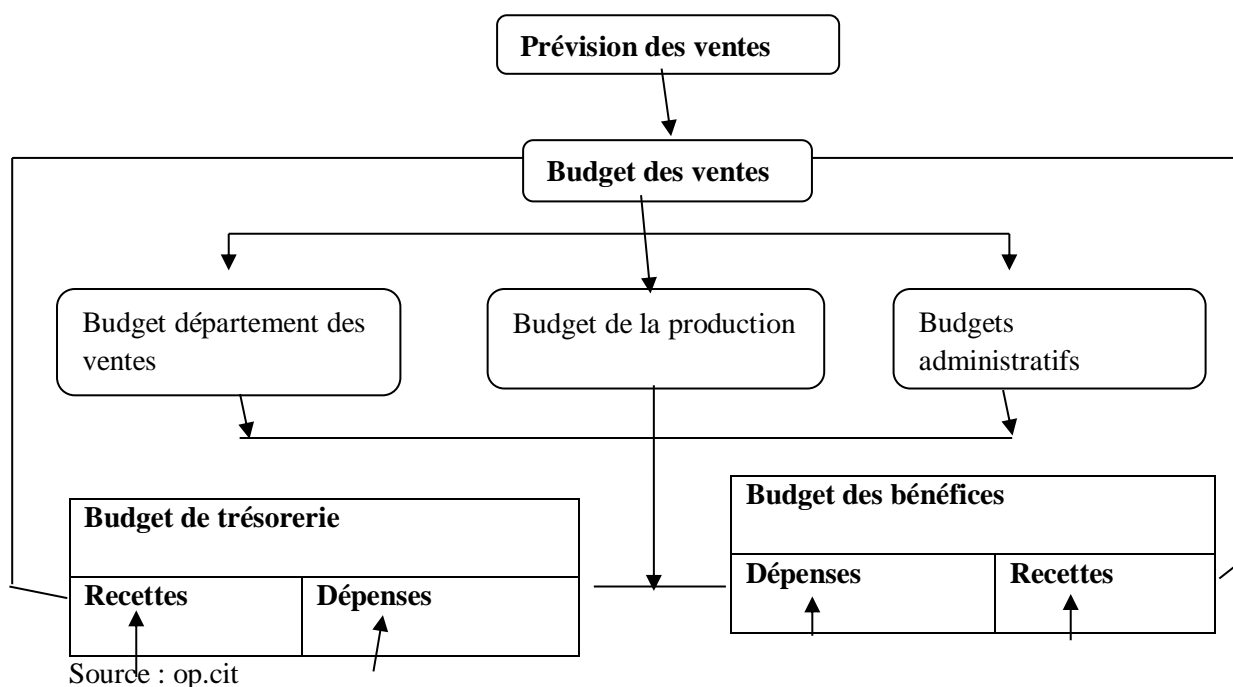 Prévision des ventes
Budget des ventes
Budget département des
ventes
Budget de la production
Budgets
administratifs
Budget de trésorerie
Recettes
Dépenses
Budget des bénéfices
Dépenses
Recettes
Source : op.cit